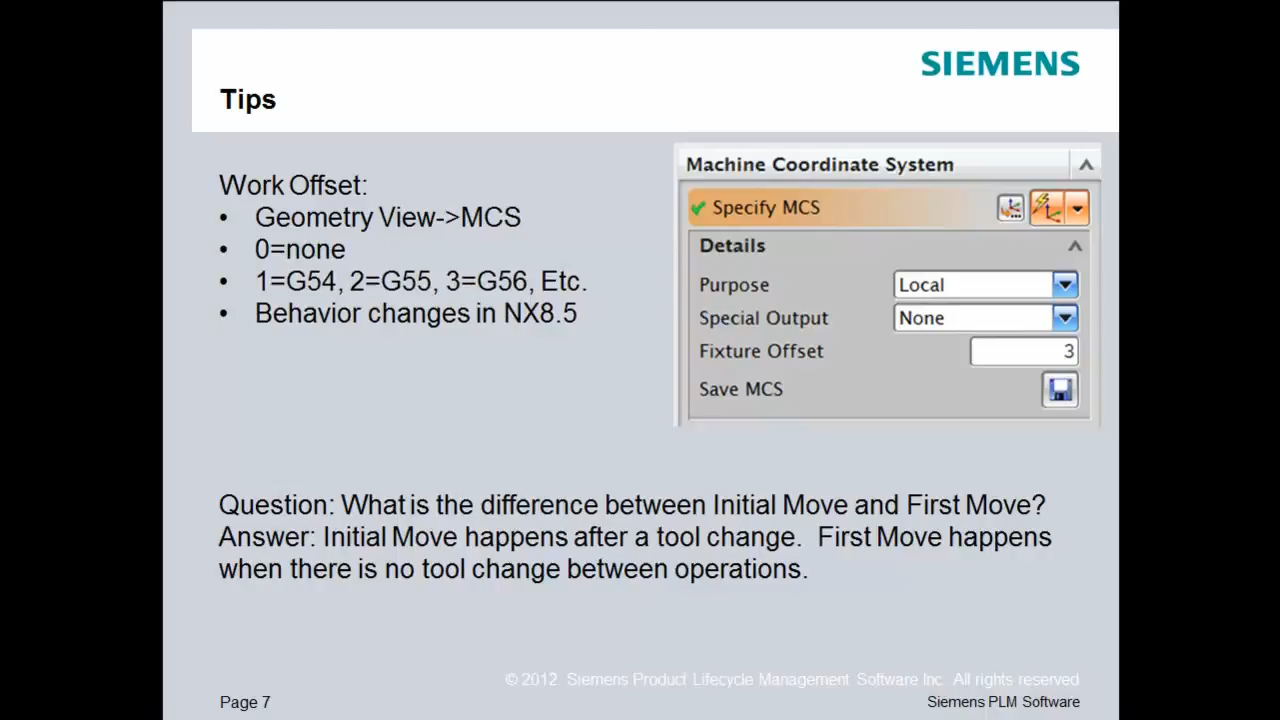 SIEMENS
Tips
Work Offset:
• Geometry View->MCS
• 0=none
• 1=G54, 2=G55, 3=G56, Etc.
• Behavior changes in NX8.5
Machine Coordinate System
Specify MCS
Details
Purpose Local
Special Output None
Fixture Offset 3
Save MCS
Question: What is the difference between Initial Move and First Move?
Answer: Initial Move happens after a tool change.  First Move happens
when there is no tool change between operations.
© 2012. Siemens Product Lifecycle Management Software Inc. All rights reserved
Page 7
Siemens PLM Software